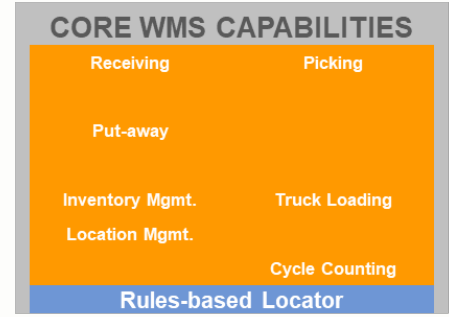 CORE WMS CAPABILITIES
Receiving
Picking
Put-away
Inventory Mgmt.
Truck Loading
Location Mgmt.
Cycle Counting
Rules-based Locator